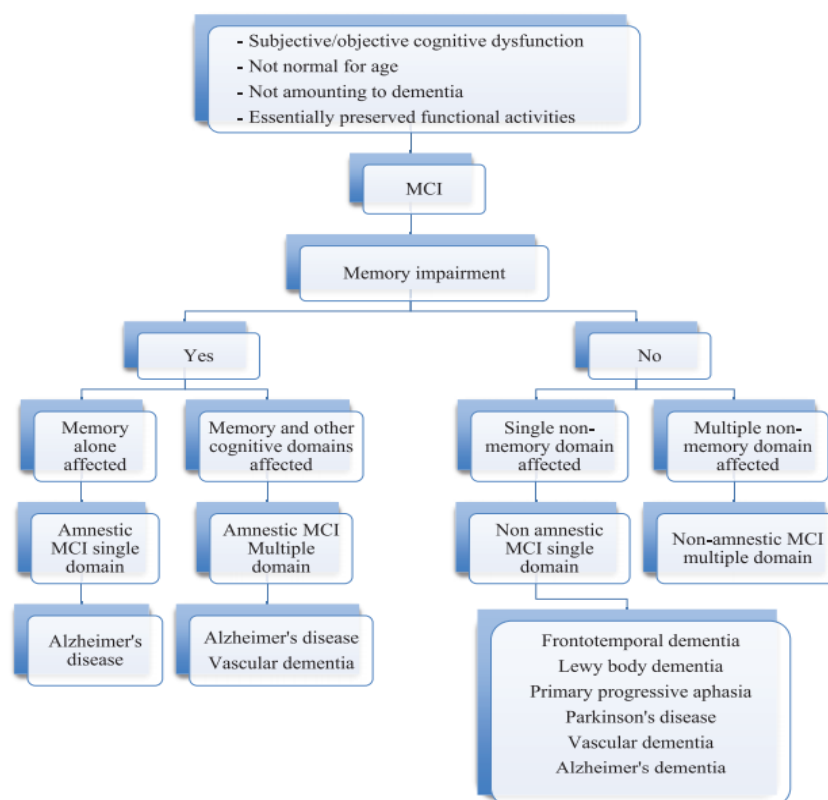 - Subjective/objective cognitive dysfunction
- Not normal for age
- Not amounting to dementia
- Essentially preserved functional activities
MCI
Memory impairment
Yes
No
Memory
alone
affected
Memory and other
cognitive domains
affected
Single non-
memory domain
affected
Multiple non-
memory domain
affected
Amnestic
MCI single
domain
Amnestic MCI
Multiple
domain
Non amnestic
MCI single
domain
Non-amnestic MCI
multiple domain
Alzheimer's
disease
Alzheimer's disease
Vascular dementia
Frontotemporal dementia
Lewy body dementia
Primary progressive aphasia
Parkinson's disease
Vascular dementia
Alzheimer's dementia